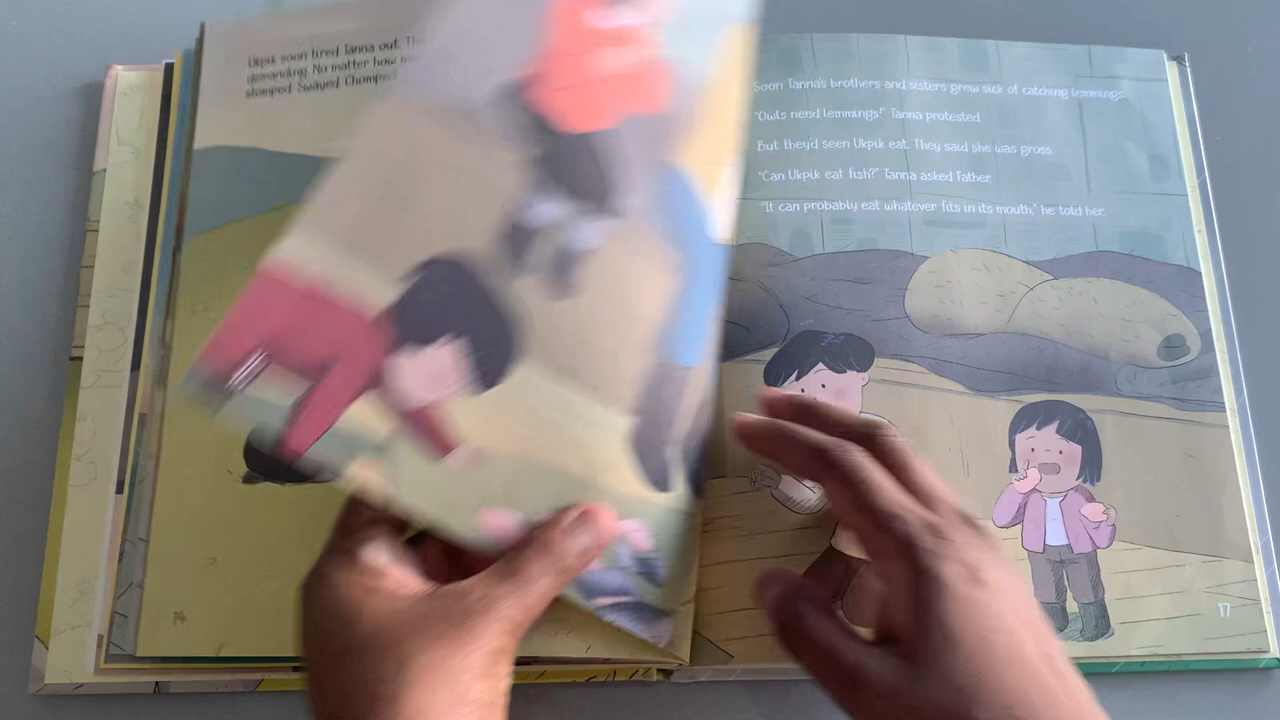 Ukpik soon tired Tanna out.
demanding. No matter how
stomped. Swayed. Chomped
Soon Tanna's brothers and sisters grew sick of catching lemmings.
"Owls need lemmings!" Tanna protested.
But they'd seen Ukpik eat. They said she was gross.
"Can Ukpik eat fish?" Tanna asked Father.
"It can probably eat whatever fits in its mouth," he told her.
17